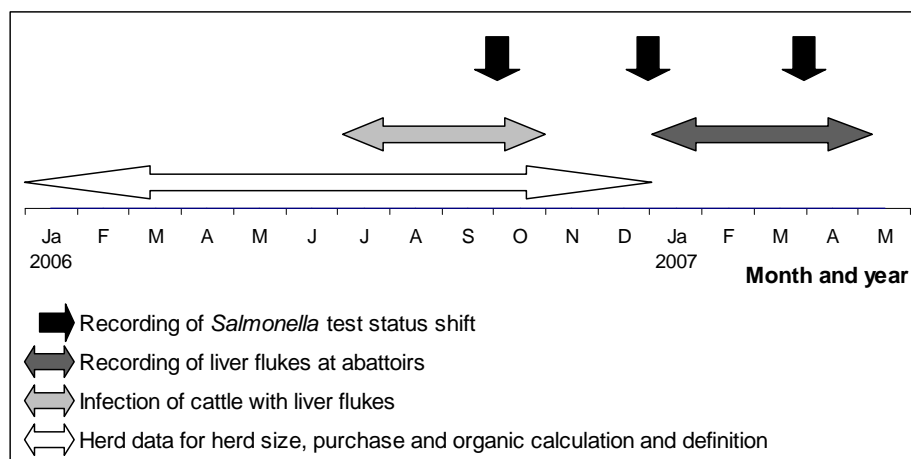 Ja F M A M J J A S O N D Ja F M A M
2006 2007
Month and year
Recording of Salmonella test status shift
Recording of liver flukes at abattoirs
Infection of cattle with liver flukes
Herd data for herd size, purchase and organic calculation and definition